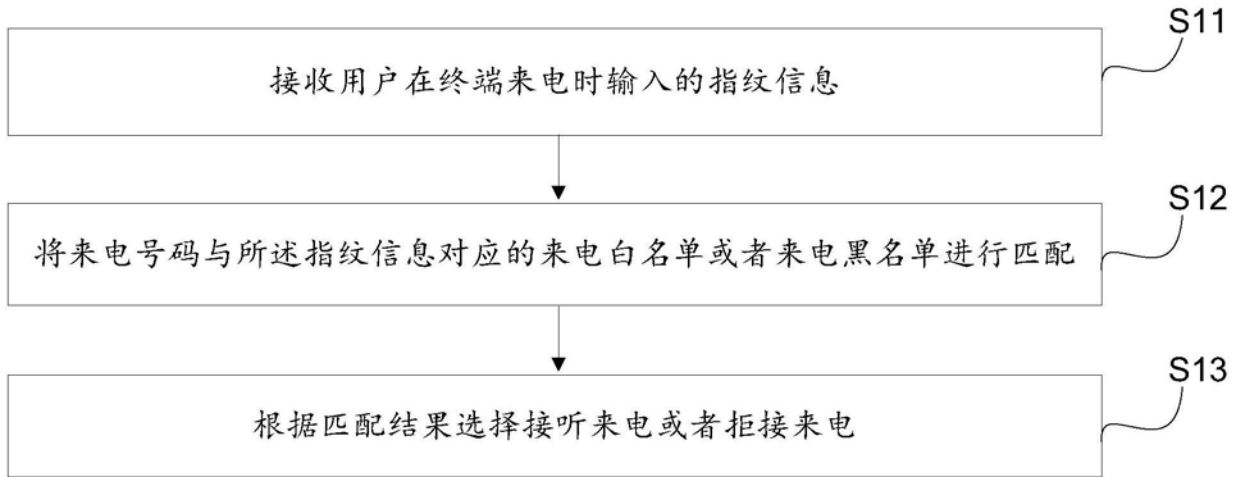 S11
接收用户在终端来电时输入的指纹信息
S12
将来电号码与所述指纹信息对应的来电白名单或者来电黑名单进行匹配
S13
根据匹配结果选择接听来电或者拒接来电